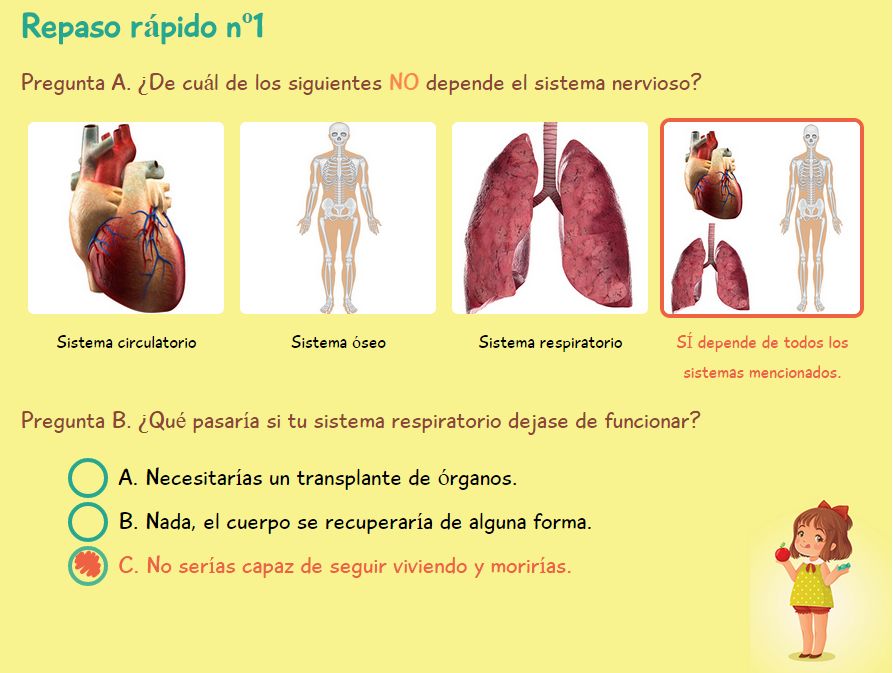 Repaso rápido nº1
Pregunta A. ¿De cuál de los siguientes NO depende el sistema nervioso?
Sistema circulatorio
Sistema óseo
Sistema respiratorio
SÍ depende de todos los
sistemas mencionados.
Pregunta B. ¿Qué pasaría si tu sistema respiratorio dejase de funcionar?
A. Necesitarías un transplante de órganos.
B. Nada, el cuerpo se recuperaría de alguna forma.
C. No serías capaz de seguir viviendo y morirías.